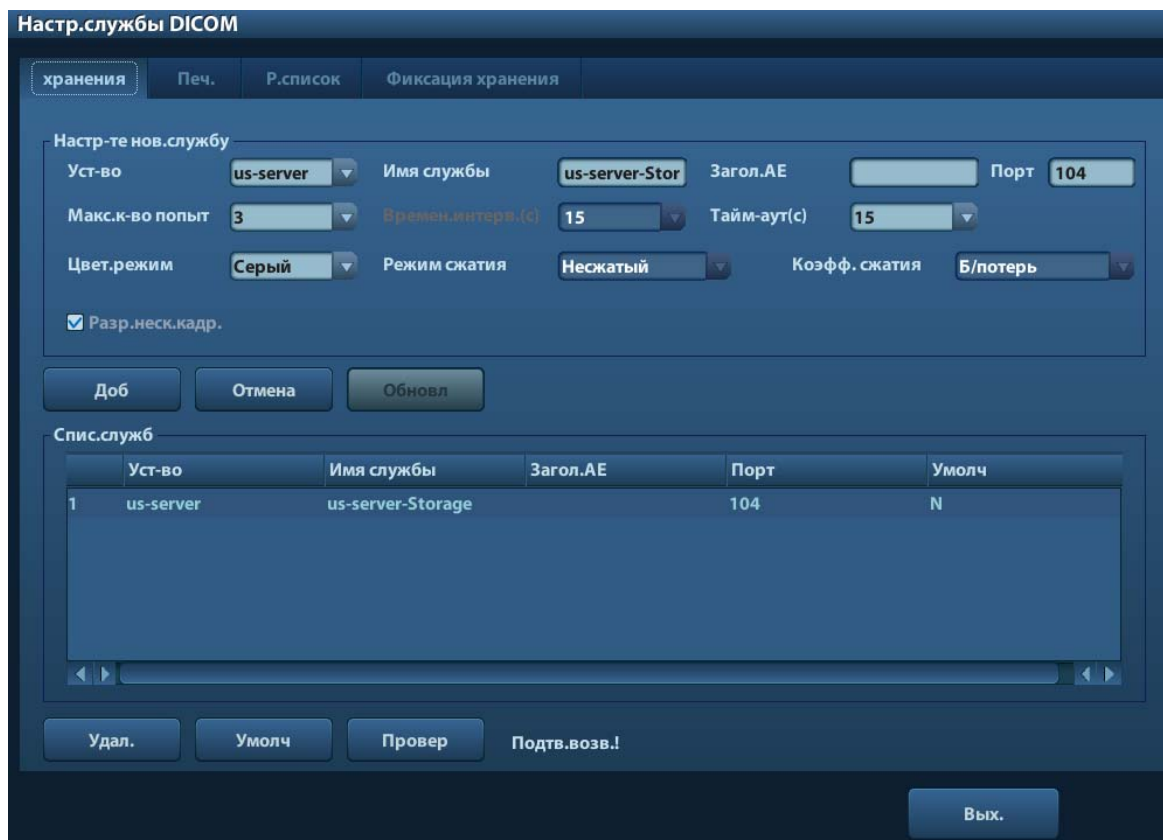 Настр.службы DICOM
хранения Печ. Р.список Фиксация хранения
Настр-те нов.службу
Уст-во us-server Имя службы us-server-Stor Загол.AE Порт 104
Макс.к-во попыт 3 Времен.интерв.(с) 15 Тайм-аут(с) 15
Цвет.режим Серый Режим сжатия Несжатый Коэфф. сжатия Б/потерь
Разр.неск.кадр.
Доб Отмена Обновл
Спис.служб
Уст-во Имя службы Загол.AE Порт Умолч
1 us-server us-server-Storage 104 N
Удал. Умолч Провер Подтв.возв.!
Вых.